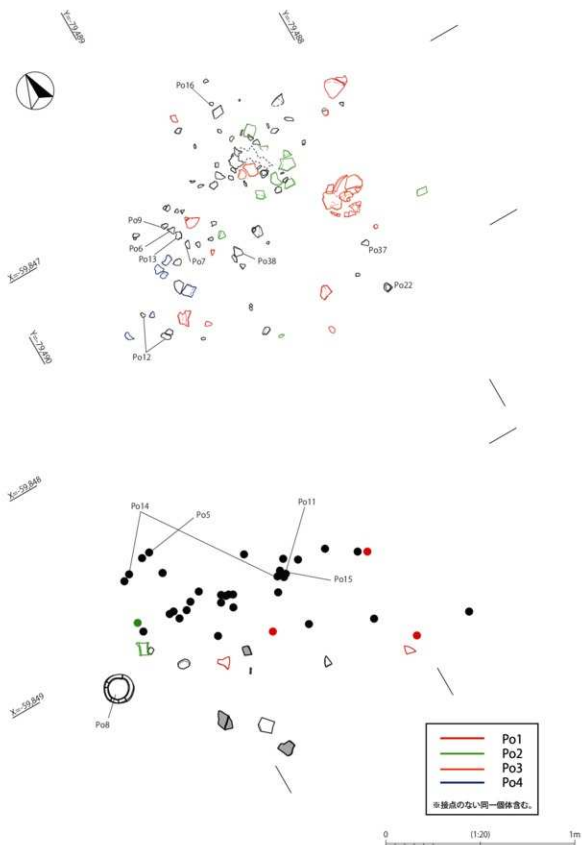 Y=-79,489
Y=-79,488
Po16
Po9
Po6
Po13
Po7
Po38
Po37
Po22
X=-59,847
Y=-79,490
Po12
X=-59,848
Po14
Po5
Po11
Po15
X=-59,849
Po8
Po1
Po2
Po3
Po4
※接点のない同一個体含む。
0 (1:20) 1m